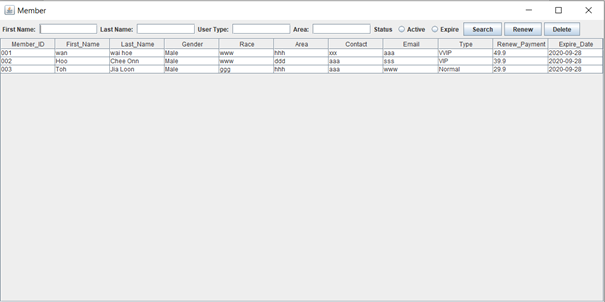 Member
First Name: Last Name: User Type: Area: Status Active Expire Search Renew Delete
Member_ID First_Name Last_Name Gender Race Area Contact Email Type Renew_Payment Expire_Date
001 wan wai hoe Male www hhh xxx aaa VVIP 49.9 2020-09-28
002 Hoo Chee Onn Male www ddd aaa sss VIP 39.9 2020-09-28
003 Toh Jia Loon Male ggg hhh aaa www Normal 29.9 2020-09-28